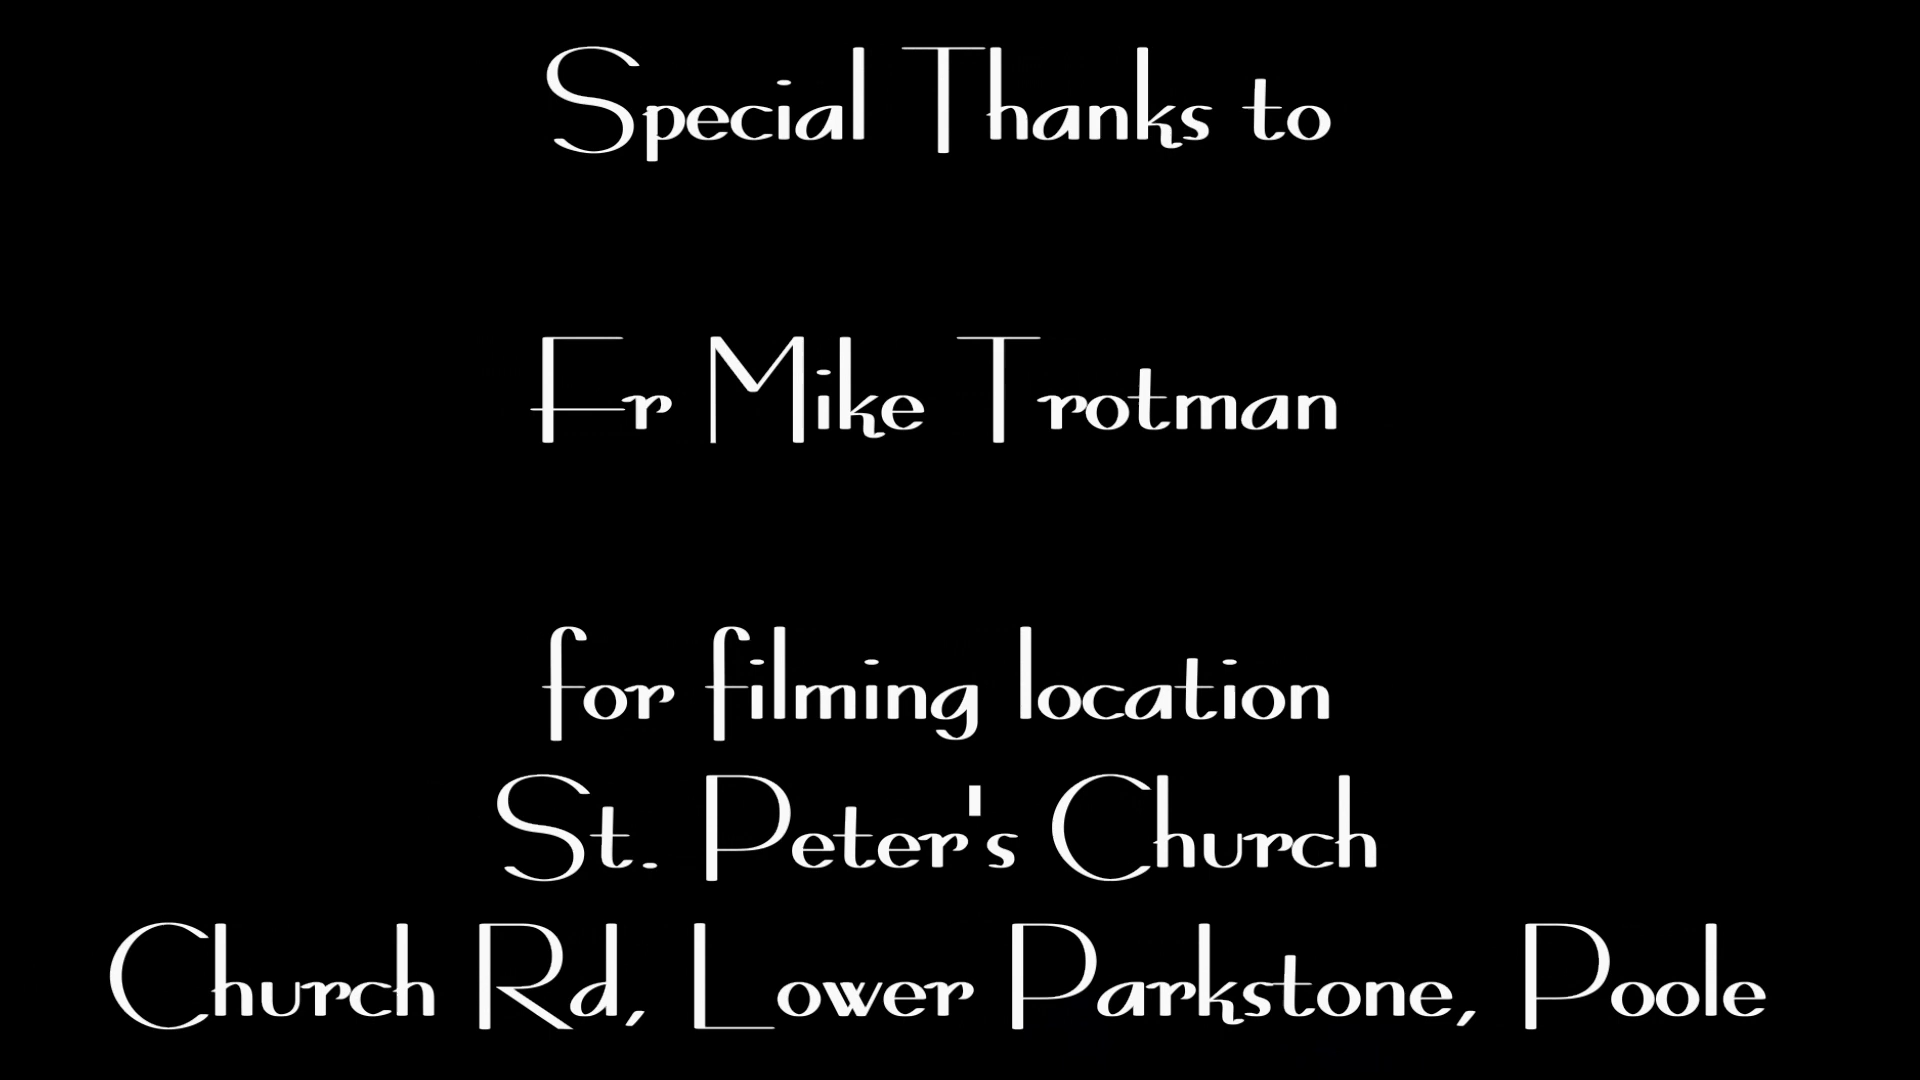 Special Thanks to
Fr Mike Trotman
for filming location
St. Peter's Church
Church Rd, Lower Parkstone, Poole